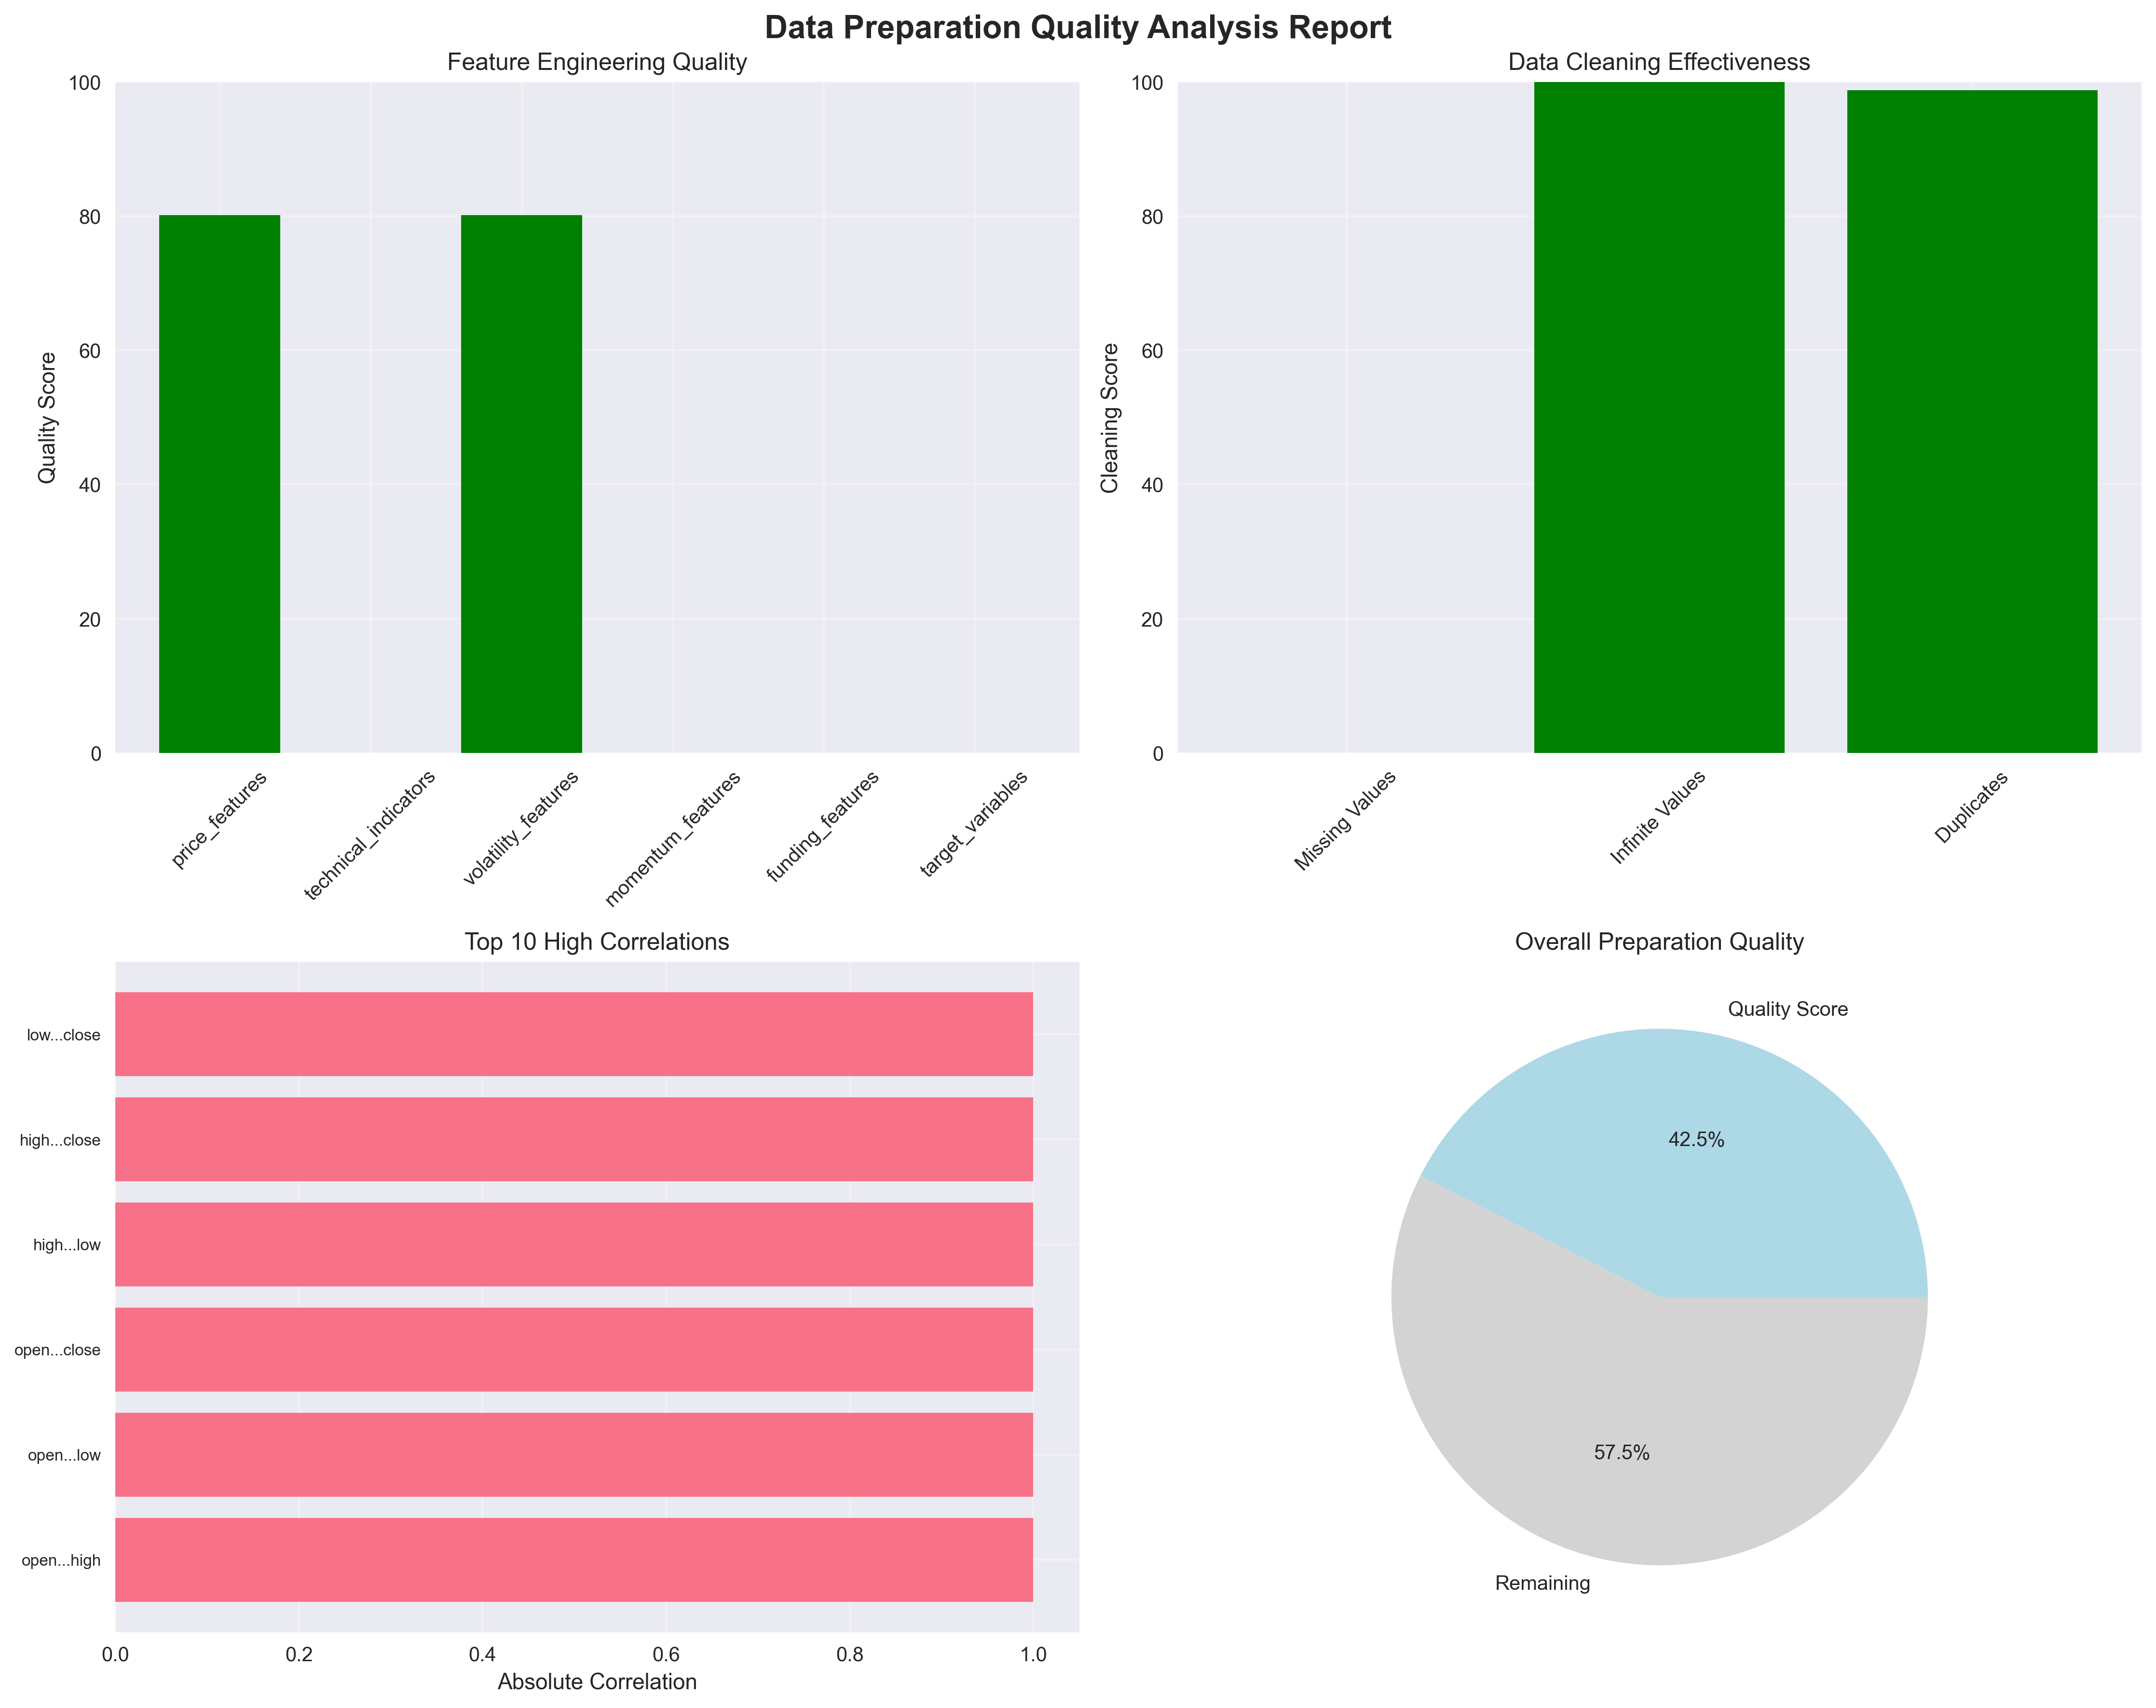 Data Preparation Quality Analysis Report
Feature Engineering Quality
Quality Score
100
80
60
40
20
0
price_features
technical_indicators
volatility_features
momentum_features
funding_features
target_variables
Data Cleaning Effectiveness
Cleaning Score
100
80
60
40
20
0
Missing Values
Infinite Values
Duplicates
Top 10 High Correlations
low...close
high...close
high...low
open...close
open...low
open...high
0.0
0.2
0.4
0.6
0.8
1.0
Absolute Correlation
Overall Preparation Quality
Quality Score
42.5%
57.5%
Remaining